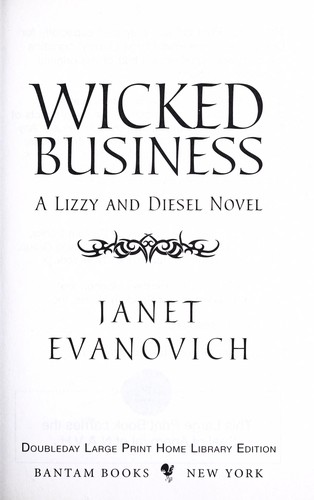 WICKED
BUSINESS
A LIZZY AND DIESEL NOVEL
JANET
EVANOVICH
DOUBLEDAY LARGE PRINT HOME LIBRARY EDITION
BANTAM BOOKS NEW YORK